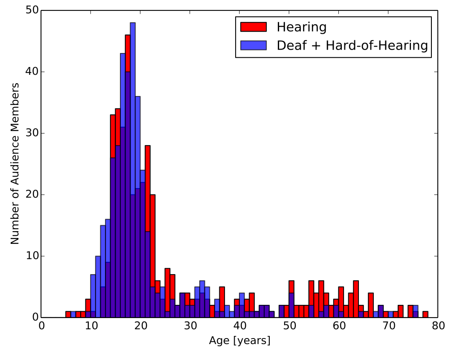 50
40
30
20
10
0
Number of Audience Members
Hearing
Deaf + Hard-of-Hearing
0 10 20 30 40 50 60 70 80
Age [years]